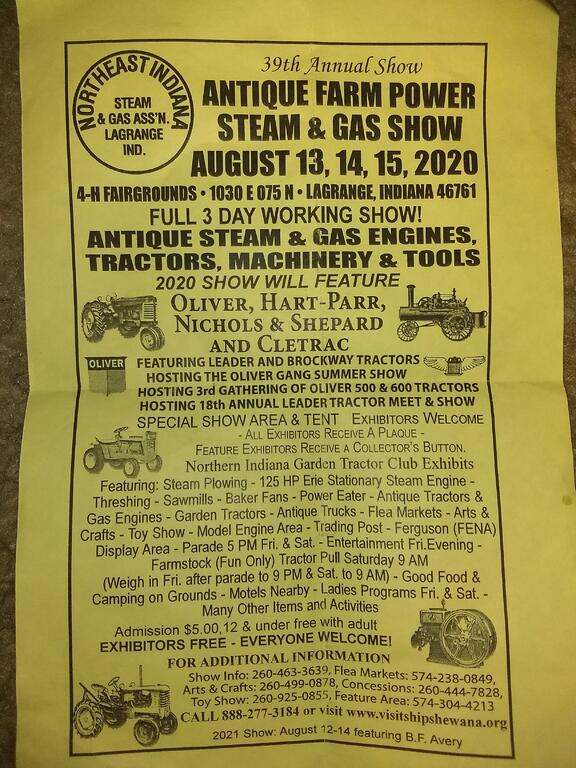 39th Annual Show
NORTHEAST INDIANA
STEAM
& GAS ASS'N.
LAGRANGE
IND.
ANTIQUE FARM POWER
STEAM & GAS SHOW
AUGUST 13, 14, 15, 2020
4-H FAIRGROUNDS • 1030 E 075 N • LAGRANGE, INDIANA 46761
FULL 3 DAY WORKING SHOW!
ANTIQUE STEAM & GAS ENGINES,
TRACTORS, MACHINERY & TOOLS
2020 SHOW WILL FEATURE
OLIVER, HART-PARR,
NICHOLS & SHEPARD
AND CLETRAC
OLIVER
FEATURING LEADER AND BROCKWAY TRACTORS
HOSTING THE OLIVER GANG SUMMER SHOW
HOSTING 3rd GATHERING OF OLIVER 500 & 600 TRACTORS
HOSTING 18th ANNUAL LEADER TRACTOR MEET & SHOW
SPECIAL SHOW AREA & TENT EXHIBITORS WELCOME
- ALL EXHIBITORS RECEIVE A PLAQUE -
FEATURE EXHIBITORS RECEIVE A COLLECTOR'S BUTTON.
Northern Indiana Garden Tractor Club Exhibits
Featuring: Steam Plowing - 125 HP Erie Stationary Steam Engine -
Threshing - Sawmills - Baker Fans - Power Eater - Antique Tractors &
Gas Engines - Garden Tractors - Antique Trucks - Flea Markets - Arts &
Crafts - Toy Show - Model Engine Area - Trading Post - Ferguson (FENA)
Display Area - Parade 5 PM Fri. & Sat. - Entertainment Fri.Evening -
Farmstock (Fun Only) Tractor Pull Saturday 9 AM
(Weigh in Fri. after parade to 9 PM & Sat. to 9 AM) - Good Food &
Camping on Grounds - Motels Nearby - Ladies Programs Fri. & Sat. -
Many Other Items and Activities
Admission $5.00,12 & under free with adult
EXHIBITORS FREE - EVERYONE WELCOME!
FOR ADDITIONAL INFORMATION
Show Info: 260-463-3639, Flea Markets: 574-238-0849,
Arts & Crafts: 260-499-0878, Concessions: 260-444-7828,
Toy Show: 260-925-0855, Feature Area: 574-304-4213
CALL 888-277-3184 or visit www.visitshipshewana.org
2021 Show: August 12-14 featuring B.F. Avery